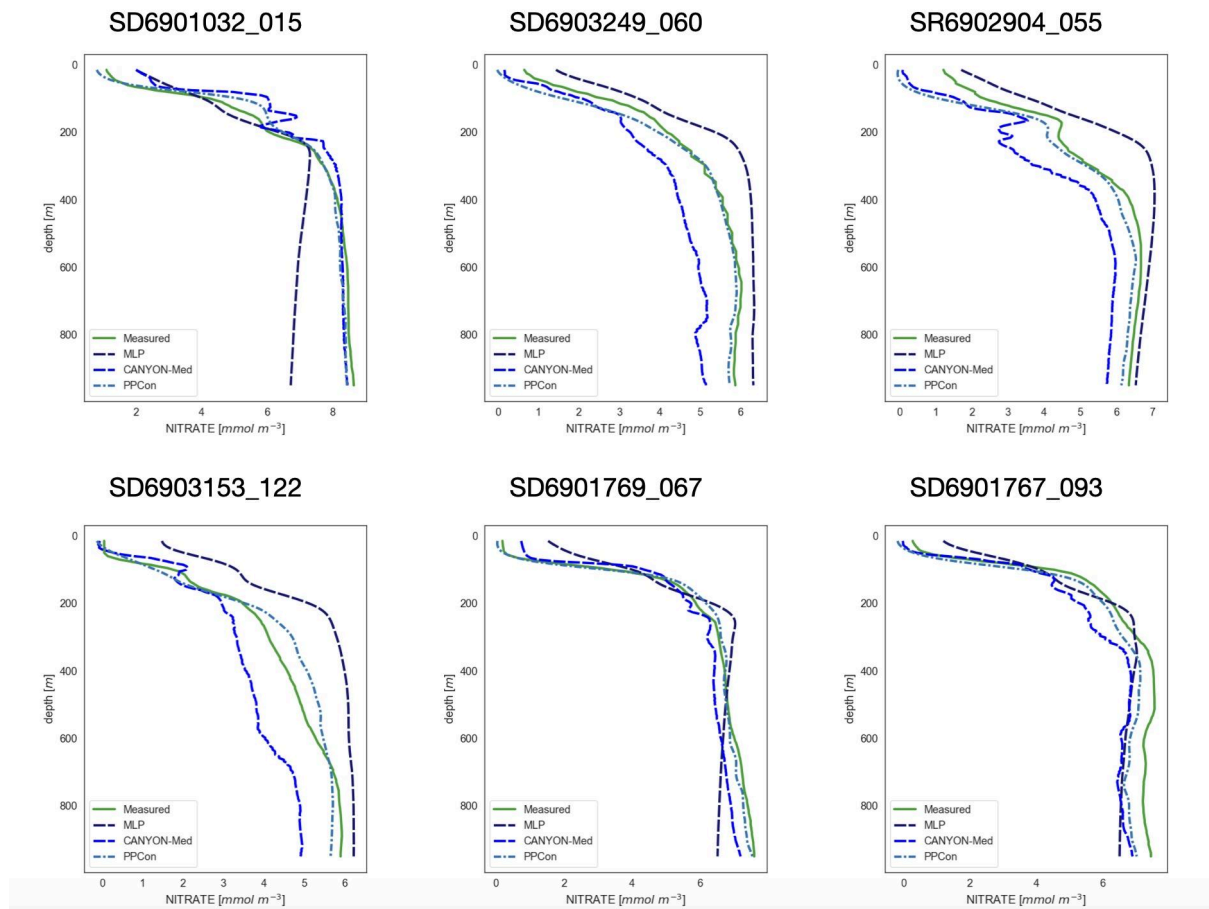 SD6901032_015
SD6903249_060
SR6902904_055
0
200
400
600
800
depth [m]
Measured
MLP
CANYON-Med
PPCon
2 4 6 8
NITRATE [mmol m⁻³]
0
200
400
600
800
depth [m]
Measured
MLP
CANYON-Med
PPCon
0 1 2 3 4 5 6
NITRATE [mmol m⁻³]
0
200
400
600
800
depth [m]
Measured
MLP
CANYON-Med
PPCon
0 1 2 3 4 5 6 7
NITRATE [mmol m⁻³]
SD6903153_122
SD6901769_067
SD6901767_093
0
200
400
600
800
depth [m]
Measured
MLP
CANYON-Med
PPCon
0 1 2 3 4 5 6
NITRATE [mmol m⁻³]
0
200
400
600
800
depth [m]
Measured
MLP
CANYON-Med
PPCon
0 2 4 6
NITRATE [mmol m⁻³]
0
200
400
600
800
depth [m]
Measured
MLP
CANYON-Med
PPCon
0 2 4 6
NITRATE [mmol m⁻³]